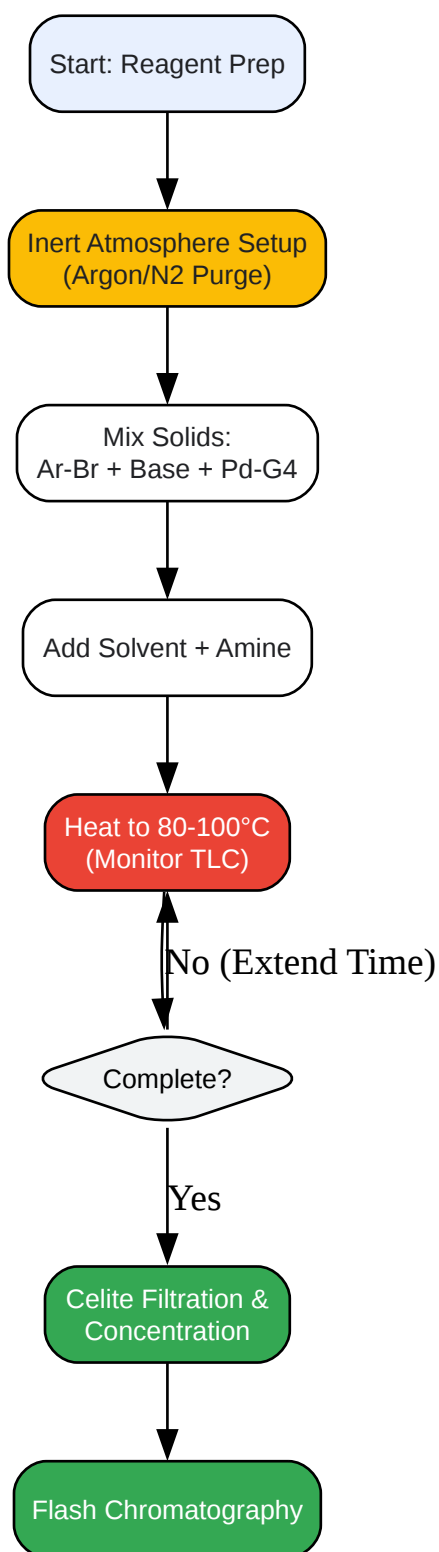 Start: Reagent Prep
Inert Atmosphere Setup
(Argon/N2 Purge)
Mix Solids:
Ar-Br + Base + Pd-G4
Add Solvent + Amine
Heat to 80-100°C
(Monitor TLC)
No (Extend Time)
Complete?
Yes
Celite Filtration &
Concentration
Flash Chromatography